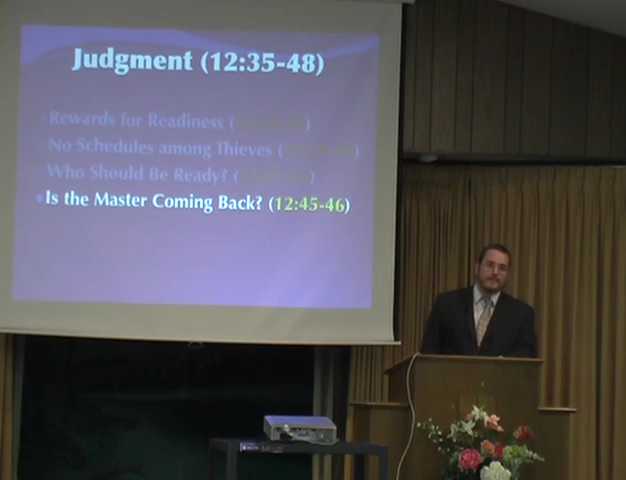 Judgment (12:35-48)
Rewards for Readiness (
No Schedules among Thieves (
Who Should Be Ready? (
Is the Master Coming Back? (12:45-46)